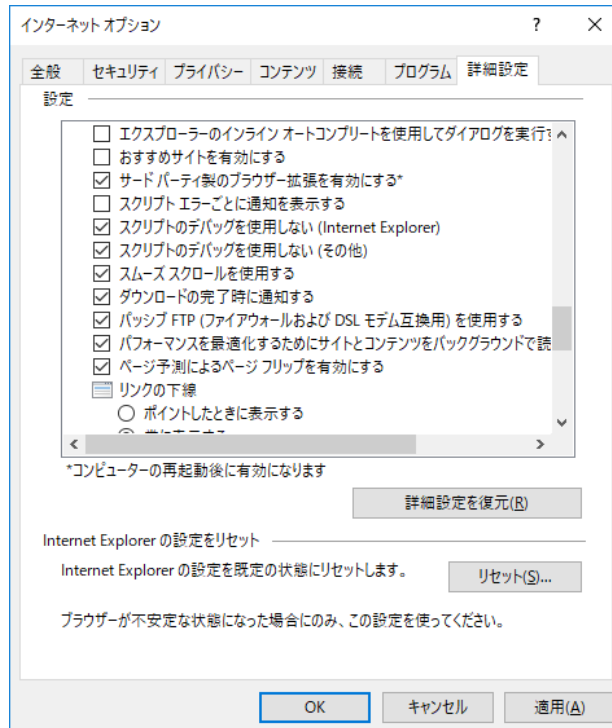 インターネット オプション
全般 セキュリティ プライバシー コンテンツ 接続 プログラム 詳細設定
設定
エクスプローラーのインライン オートコンプリートを使用してダイアログを実行す
おすすめサイトを有効にする
サード パーティ製のブラウザー拡張を有効にする*
スクリプト エラーごとに通知を表示する
スクリプトのデバッグを使用しない (Internet Explorer)
スクリプトのデバッグを使用しない (その他)
スムーズ スクロールを使用する
ダウンロードの完了時に通知する
パッシブ FTP (ファイアウォールおよび DSL モデム互換用) を使用する
パフォーマンスを最適化するためにサイトとコンテンツをバックグラウンドで読
ページ予測によるページ フリップを有効にする
リンクの下線
ポイントしたときに表示する
*コンピューターの再起動後に有効になります
詳細設定を復元(R)
Internet Explorer の設定をリセット
Internet Explorer の設定を既定の状態にリセットします。
リセット(S)...
ブラウザーが不安定な状態になった場合にのみ、この設定を使ってください。
OK キャンセル 適用(A)